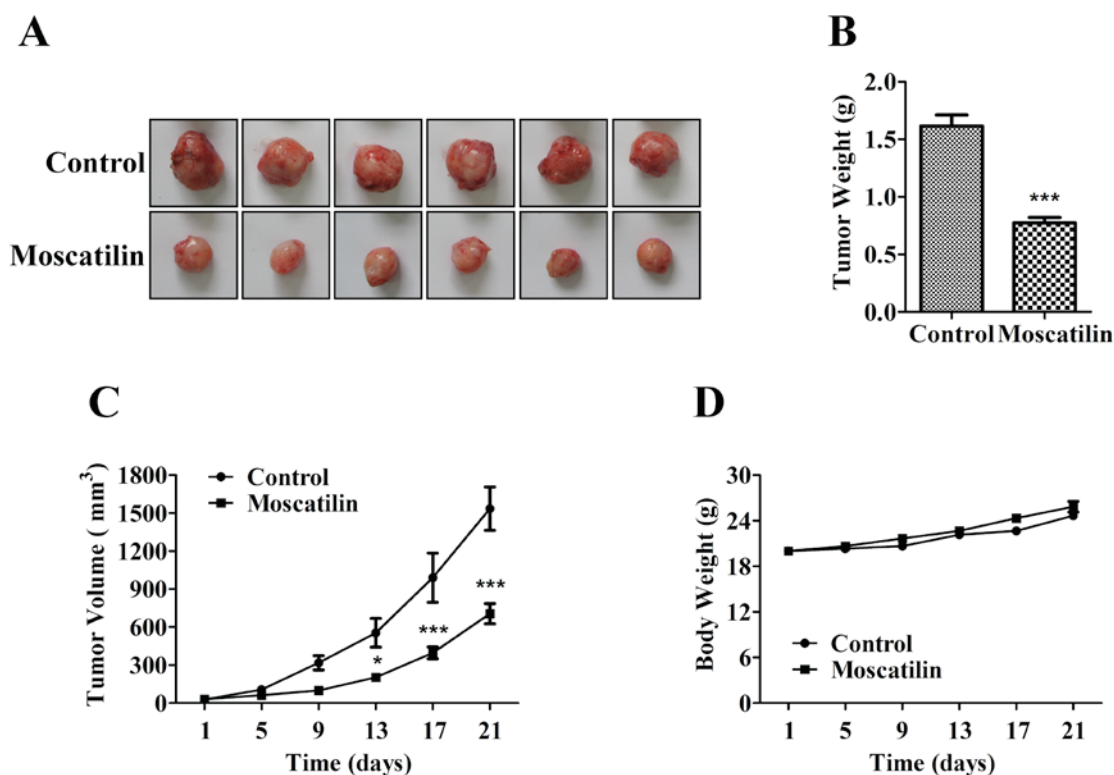 A
Control
Moscatilin
B
Tumor Weight (g)
2.0
1.5
1.0
0.5
0.0
***
Control Moscatilin
C
Tumor Volume ( mm³)
1800
1500
1200
900
600
300
0
Control
Moscatilin
*
***
***
1 5 9 13 17 21
Time (days)
D
Body Weight (g)
30
24
18
12
6
0
Control
Moscatilin
1 5 9 13 17 21
Time (days)